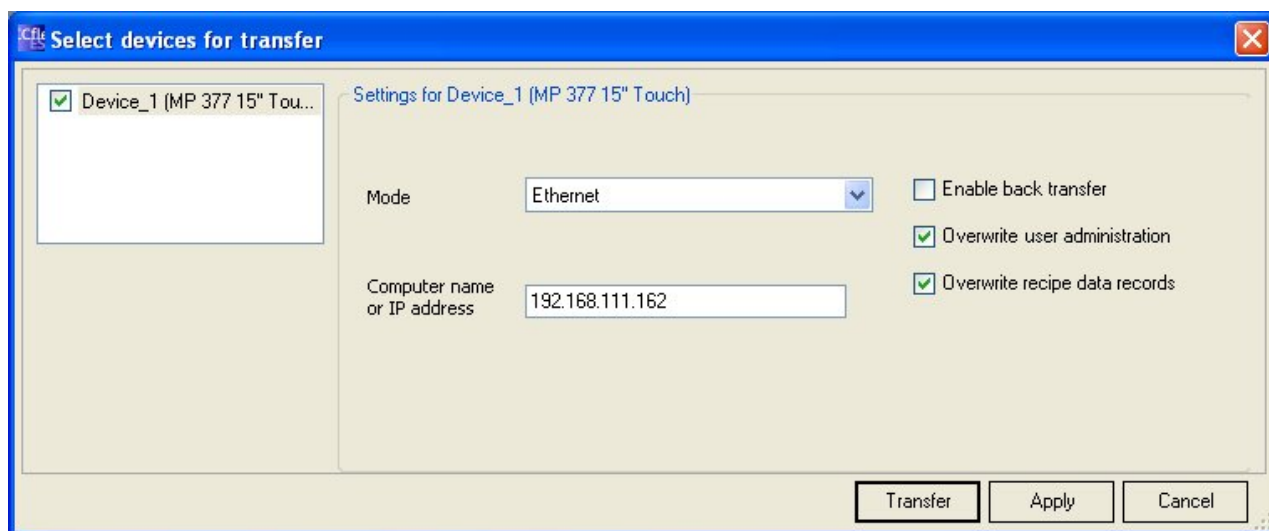 Select devices for transfer
Device_1 (MP 377 15" Tou...
Settings for Device_1 (MP 377 15" Touch)
Mode
Ethernet
Enable back transfer
Overwrite user administration
Computer name
or IP address
192.168.111.162
Overwrite recipe data records
Transfer
Apply
Cancel